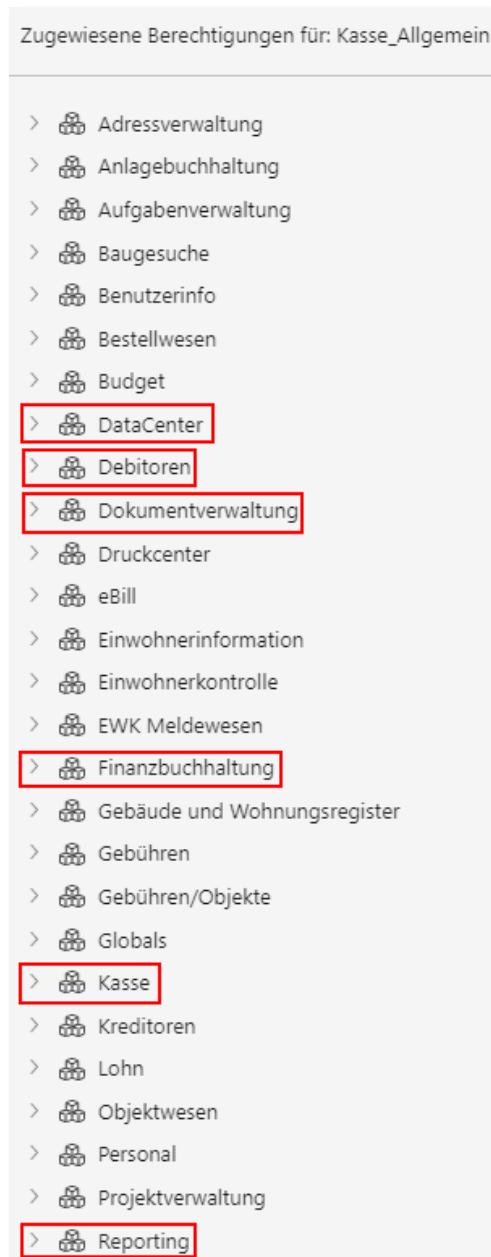 Zugewiesene Berechtigungen für: Kasse_Allgemein
Adressverwaltung
Anlagebuchhaltung
Aufgabenverwaltung
Baugesuche
Benutzerinfo
Bestellwesen
Budget
DataCenter
Debitoren
Dokumentverwaltung
Druckcenter
eBill
Einwohnerinformation
Einwohnerkontrolle
EWK Meldewesen
Finanzbuchhaltung
Gebäude und Wohnungsregister
Gebühren
Gebühren/Objekte
Globals
Kasse
Kreditoren
Lohn
Objektwesen
Personal
Projektverwaltung
Reporting